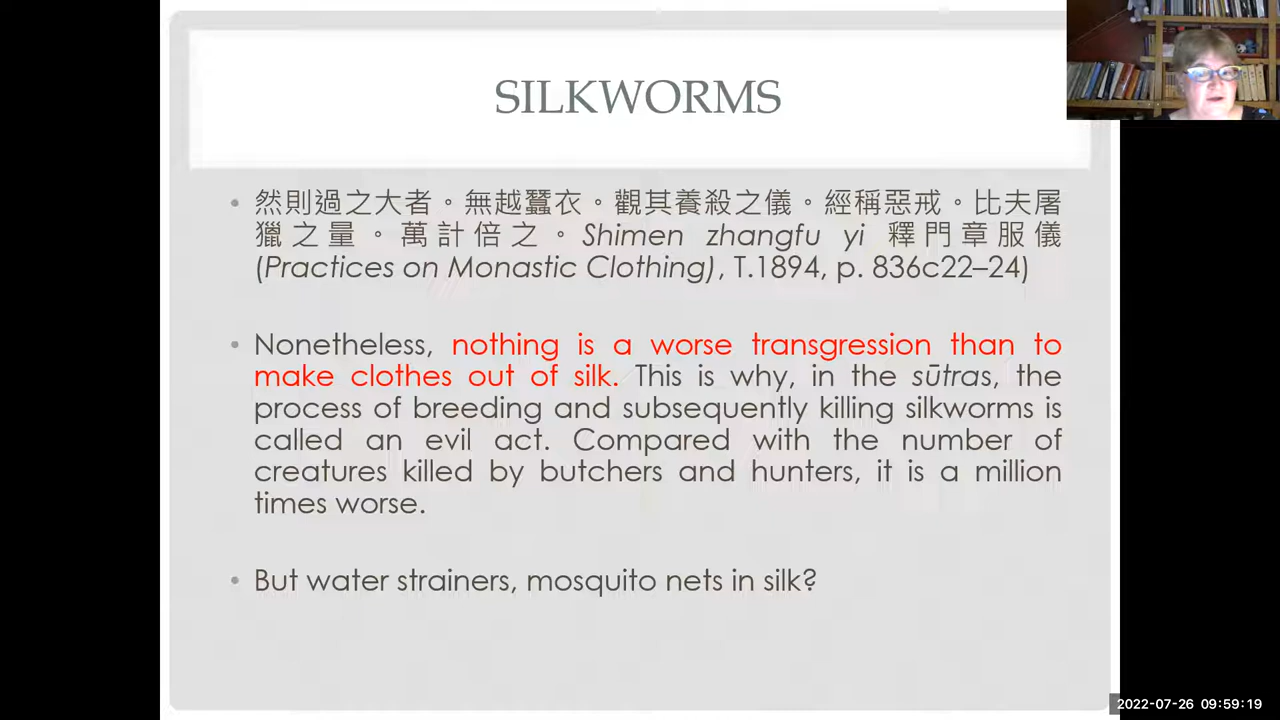 SILKWORMS
• 然則過之大者。無越蠶衣。觀其養殺之儀。經稱惡戒。比夫屠
獵之量。萬計倍之。Shimen zhangfu yi 釋門章服儀
(Practices on Monastic Clothing), T.1894, p. 836c22–24)
• Nonetheless, nothing is a worse transgression than to
make clothes out of silk. This is why, in the sūtras, the
process of breeding and subsequently killing silkworms is
called an evil act. Compared with the number of
creatures killed by butchers and hunters, it is a million
times worse.
• But water strainers, mosquito nets in silk?
2022-07-26 09:59:19